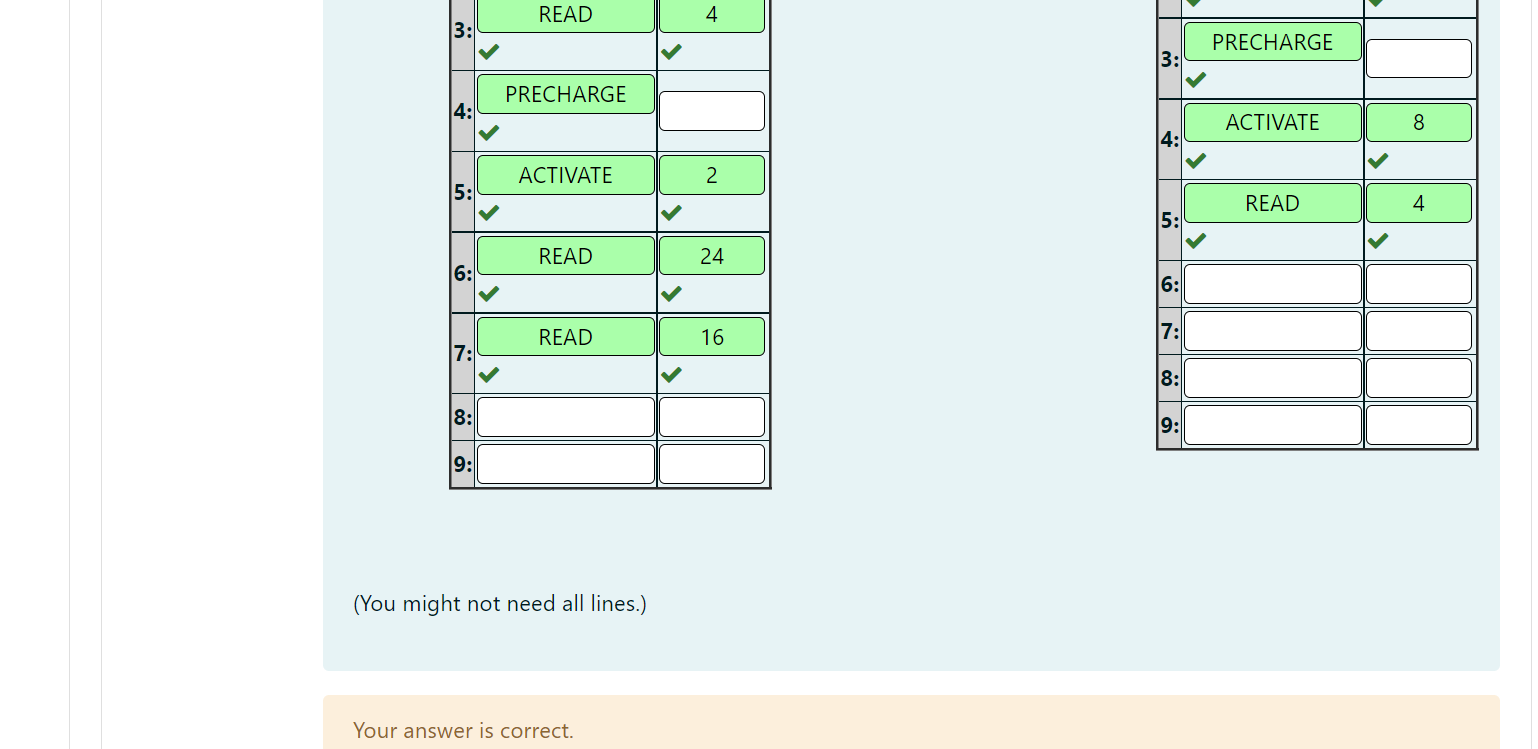 3: READ 4
4: PRECHARGE
5: ACTIVATE 2
6: READ 24
7: READ 16
8:
9:
3: PRECHARGE
4: ACTIVATE 8
5: READ 4
6:
7:
8:
9:
(You might not need all lines.)
Your answer is correct.